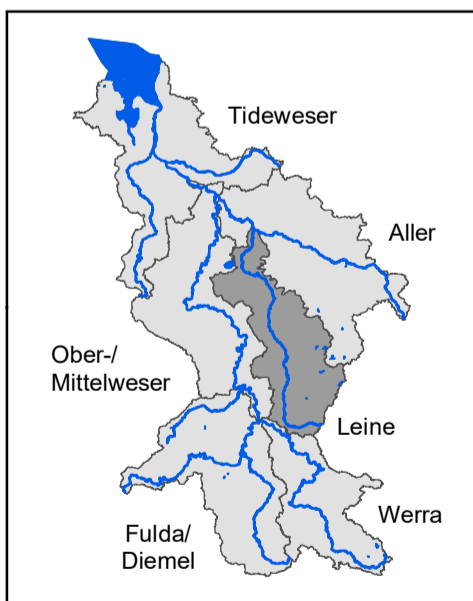 Tideweser
Aller
Ober-/
Mittelweser
Leine
Werra
Fulda/
Diemel